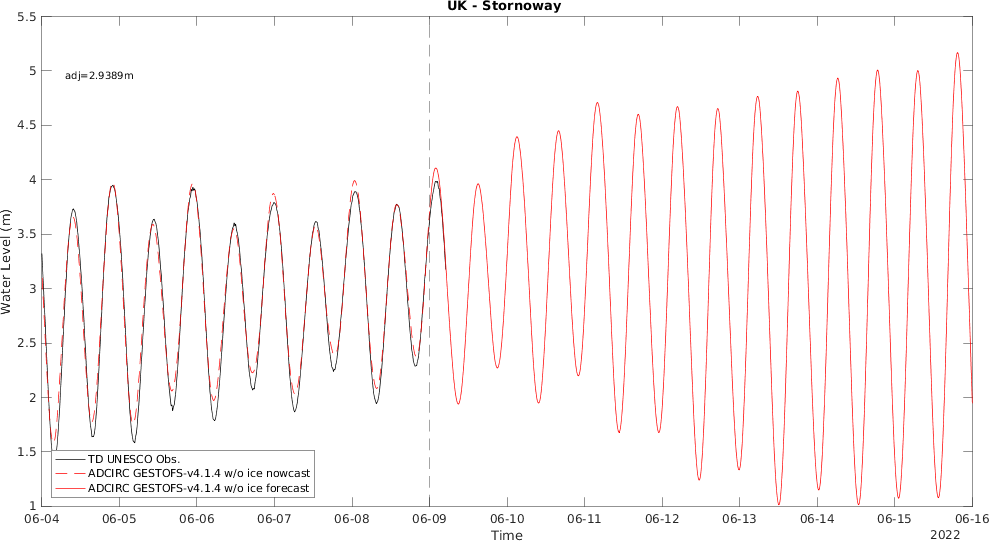 UK - Stornoway
5.5
5
4.5
4
3.5
3
2.5
2
1.5
1
Water Level (m)
adj=2.9389m
TD UNESCO Obs.
ADCIRC GESTOFS-v4.1.4 w/o ice nowcast
ADCIRC GESTOFS-v4.1.4 w/o ice forecast
06-04 06-05 06-06 06-07 06-08 06-09 06-10 06-11 06-12 06-13 06-14 06-15 06-16
Time
2022